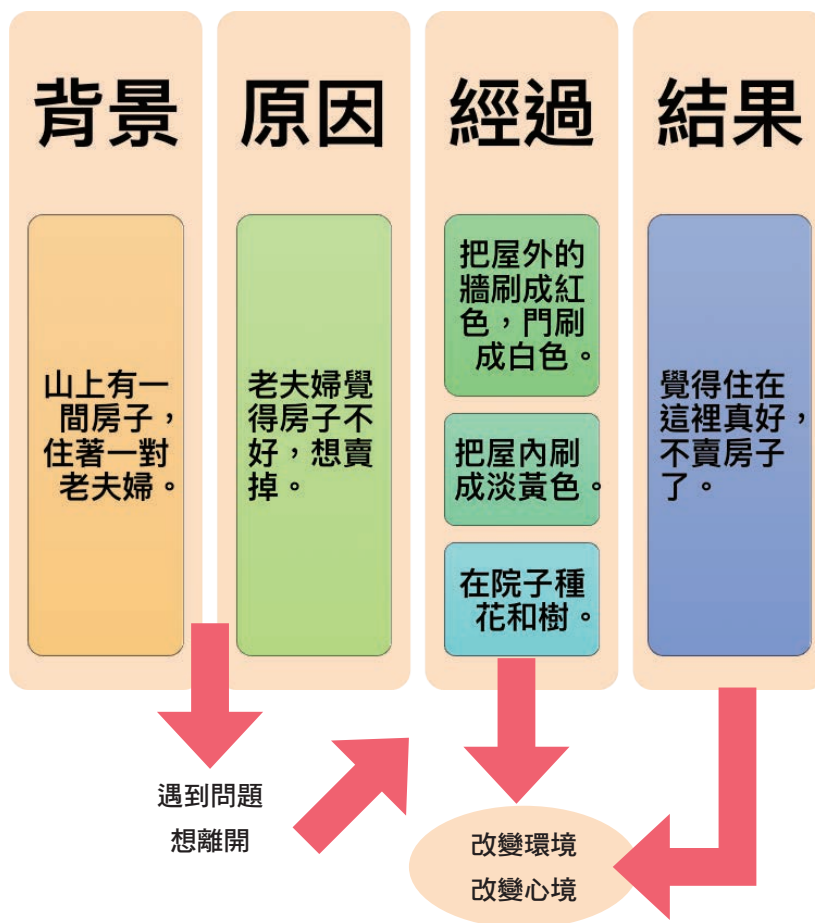 背景
原因
經過
結果
山上有一
間房子，
住著一對
老夫婦。
老夫婦覺
得房子不
好，想賣
掉。
把屋外的
牆刷成紅
色，門刷
成白色。
把屋內刷
成淡黃色。
在院子種
花和樹。
覺得住在
這裡真好，
不賣房子
了。
遇到問題
想離開
改變環境
改變心境